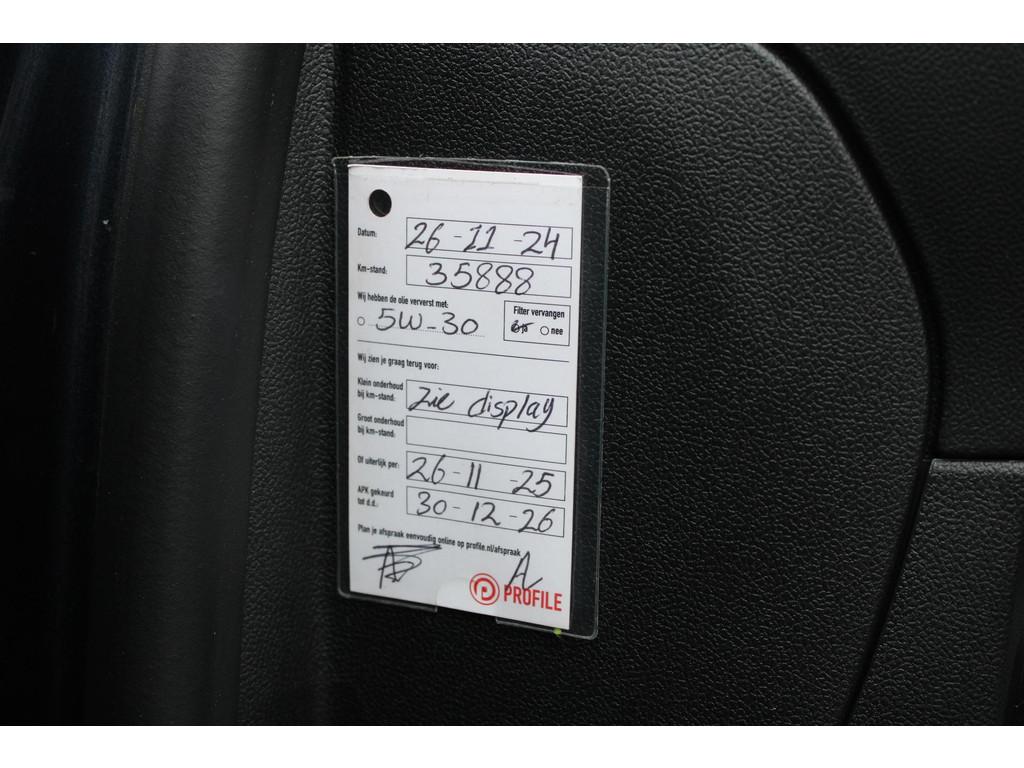 Datum: 26-11-24
Km-stand: 35888
Wij hebben de olie ververst met:
5W-30
Filter vervangen
nee
Wij zien je graag terug voor:
Klein onderhoud
bij km-stand: Zie display
Groot onderhoud
bij km-stand:
Of uiterlijk per: 26-11-25
APK gekeurd
tot d.d.: 30-12-26
Plan je afspraak eenvoudig online op profile.nl/afspraak
PROFILE